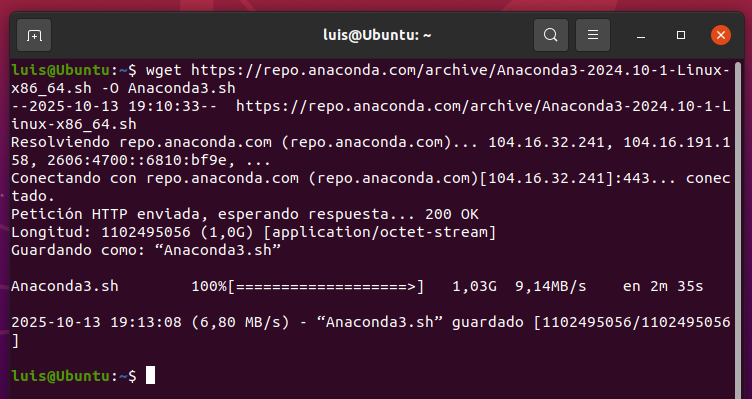 luis@Ubuntu: ~
luis@Ubuntu:~$ wget https://repo.anaconda.com/archive/Anaconda3-2024.10-1-Linux-
x86_64.sh -O Anaconda3.sh
--2025-10-13 19:10:33--  https://repo.anaconda.com/archive/Anaconda3-2024.10-1-L
inux-x86_64.sh
Resolviendo repo.anaconda.com (repo.anaconda.com)... 104.16.32.241, 104.16.191.1
58, 2606:4700::6810:bf9e, ...
Conectando con repo.anaconda.com (repo.anaconda.com)[104.16.32.241]:443... conec
tado.
Petición HTTP enviada, esperando respuesta... 200 OK
Longitud: 1102495056 (1,0G) [application/octet-stream]
Guardando como: “Anaconda3.sh”
Anaconda3.sh        100%[===================>]   1,03G  9,14MB/s    en 2m 35s
2025-10-13 19:13:08 (6,80 MB/s) - “Anaconda3.sh” guardado [1102495056/1102495056
]
luis@Ubuntu:~$